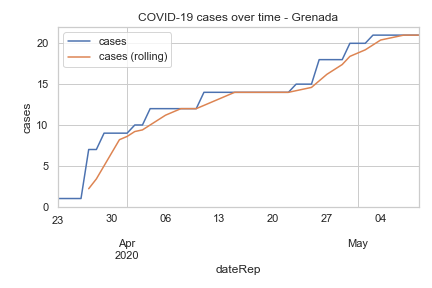 COVID-19 cases over time - Grenada
cases
cases (rolling)
cases
20
15
10
5
0
23 30 06 13 20 27 04
Apr May
2020
dateRep